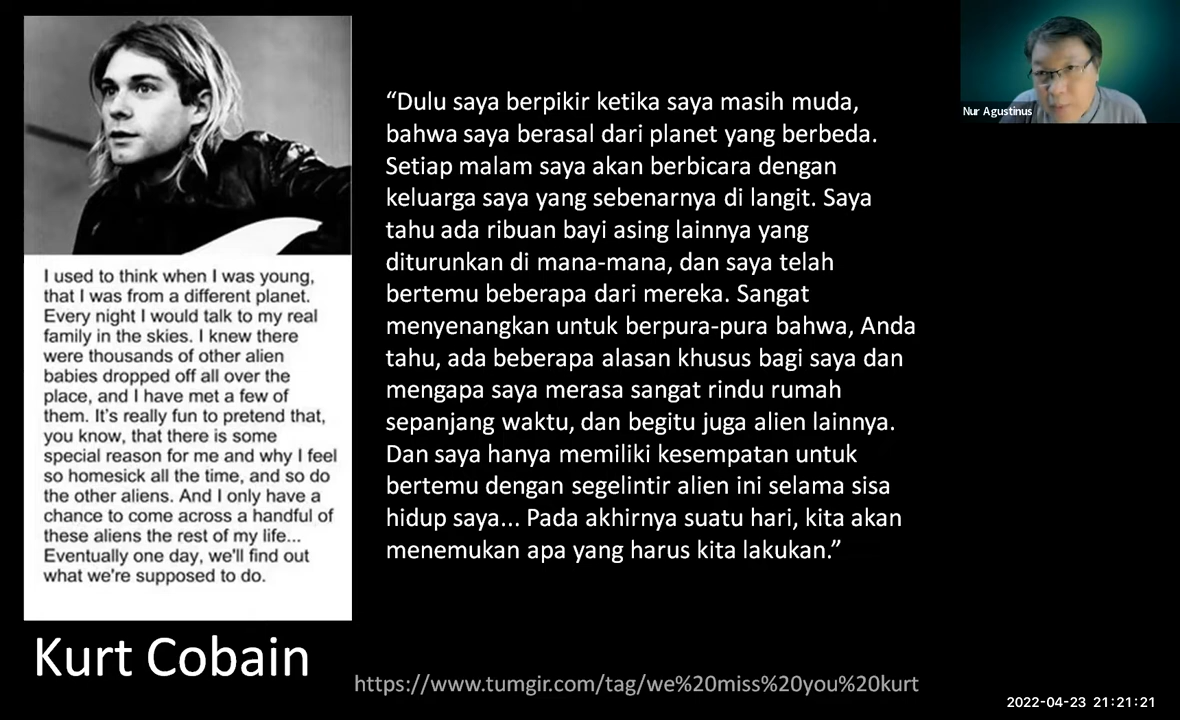 I used to think when I was young,
that I was from a different planet.
Every night I would talk to my real
family in the skies. I knew there
were thousands of other alien
babies dropped off all over the
place, and I have met a few of
them. It's really fun to pretend that,
you know, that there is some
special reason for me and why I feel
so homesick all the time, and so do
the other aliens. And I only have a
chance to come across a handful of
these aliens the rest of my life...
Eventually one day, we'll find out
what we're supposed to do.
Kurt Cobain
“Dulu saya berpikir ketika saya masih muda,
bahwa saya berasal dari planet yang berbeda.
Setiap malam saya akan berbicara dengan
keluarga saya yang sebenarnya di langit. Saya
tahu ada ribuan bayi asing lainnya yang
diturunkan di mana-mana, dan saya telah
bertemu beberapa dari mereka. Sangat
menyenangkan untuk berpura-pura bahwa, Anda
tahu, ada beberapa alasan khusus bagi saya dan
mengapa saya merasa sangat rindu rumah
sepanjang waktu, dan begitu juga alien lainnya.
Dan saya hanya memiliki kesempatan untuk
bertemu dengan segelintir alien ini selama sisa
hidup saya... Pada akhirnya suatu hari, kita akan
menemukan apa yang harus kita lakukan.”
https://www.tumgir.com/tag/we%20miss%20you%20kurt
Nur Agustinus
2022-04-23 21:21:21